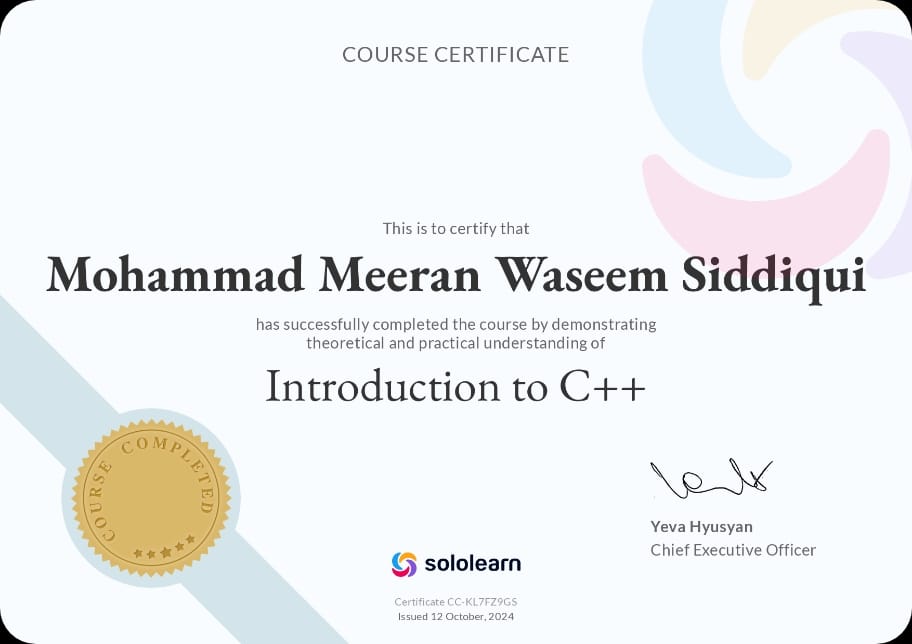 COURSE CERTIFICATE
This is to certify that
Mohammad Meeran Waseem Siddiqui
has successfully completed the course by demonstrating
theoretical and practical understanding of
Introduction to C++
COURSE COMPLETED
Yeva Hyusyan
Chief Executive Officer
sololearn
Certificate CC-KL7FZ9GS
Issued 12 October, 2024